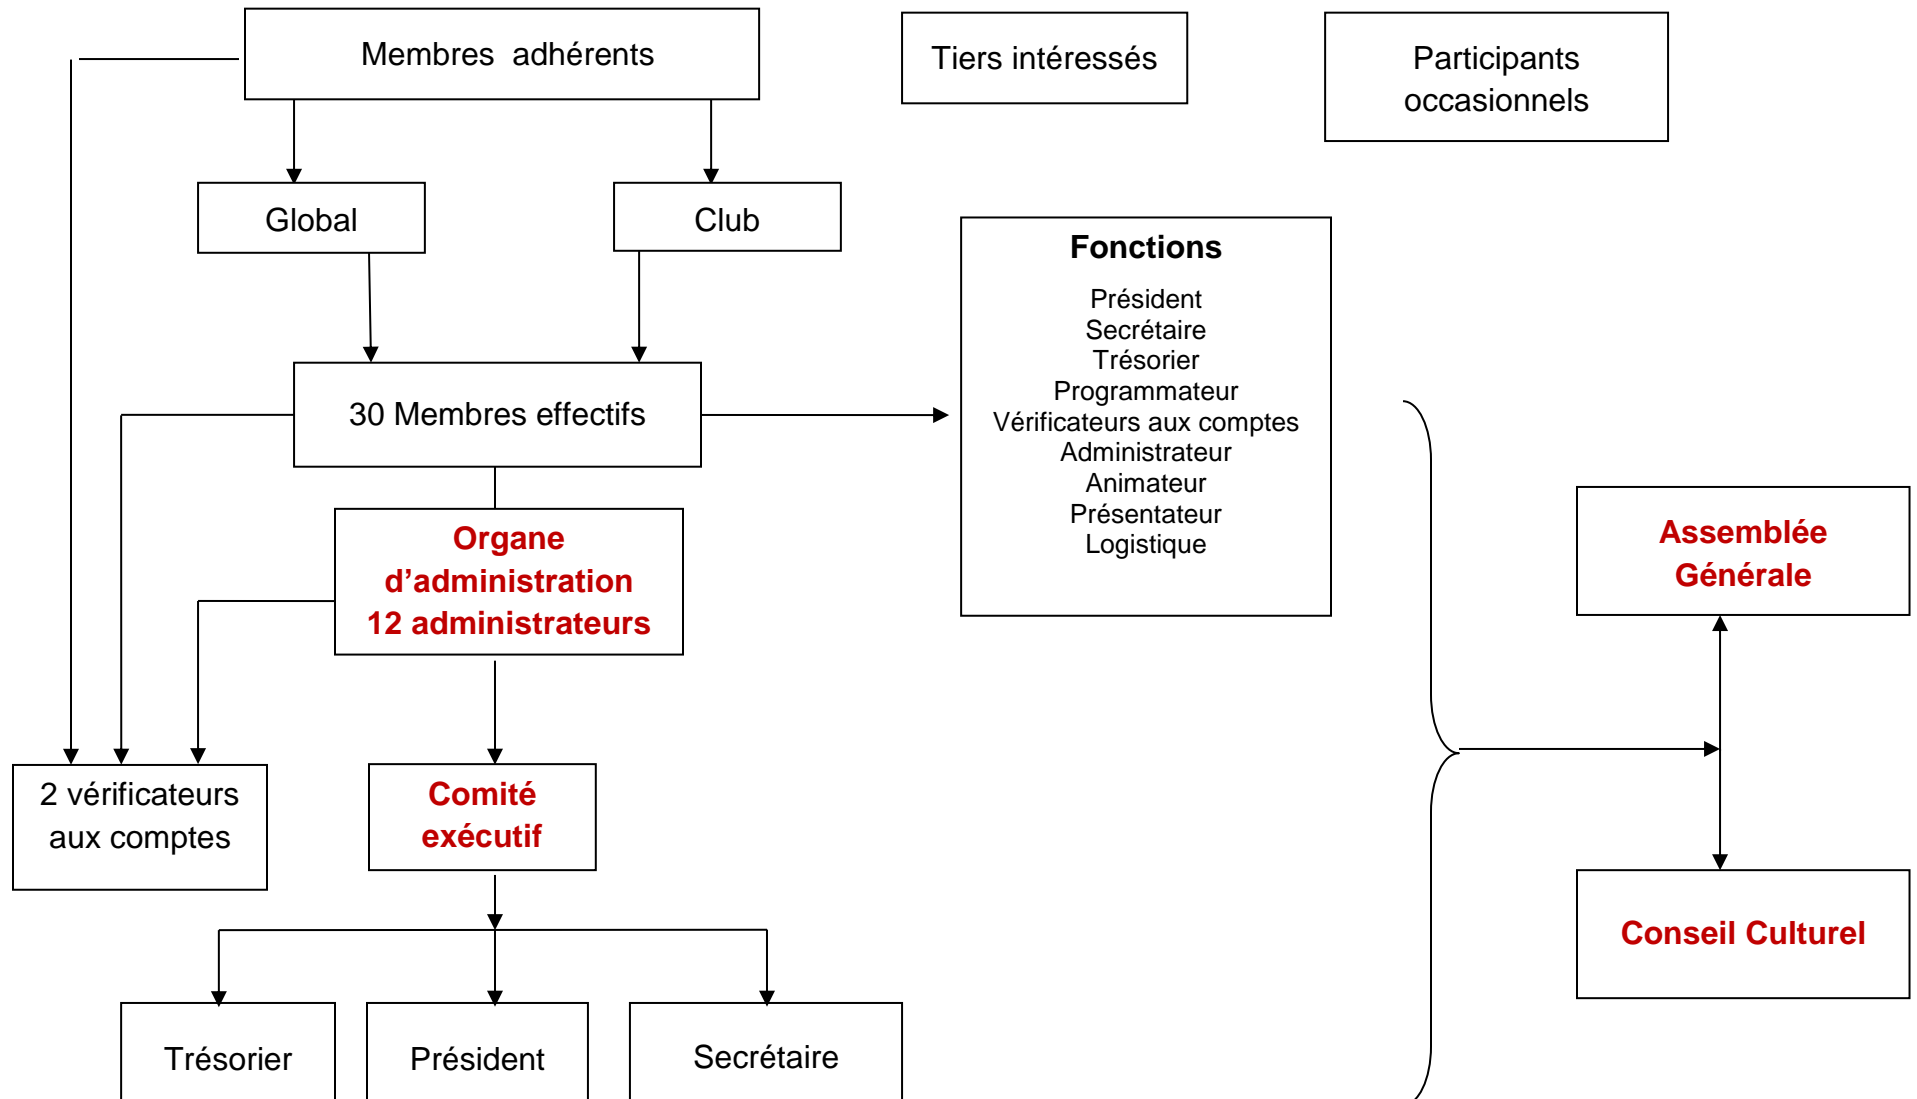 Membres  adhérents
Tiers intéressés
Participants
occasionnels
Global
Club
Fonctions
Président
Secrétaire
Trésorier
Programmateur
Vérificateurs aux comptes
Administrateur
Animateur
Présentateur
Logistique
30 Membres effectifs
Organe
d’administration
12 administrateurs
Assemblée
Générale
2 vérificateurs
aux comptes
Comité
exécutif
Conseil Culturel
Trésorier
Président
Secrétaire